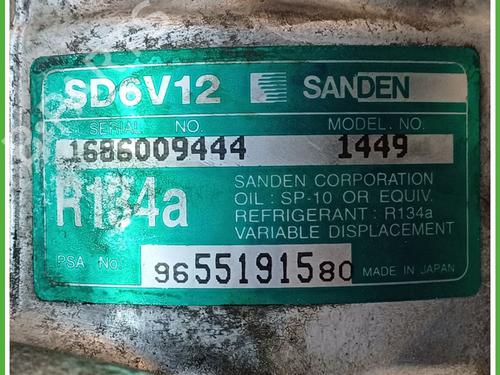 SD6V12 SANDEN
SERIAL NO. MODEL NO.
1686009444 1449
R134a
SANDEN CORPORATION
OIL : SP-10 OR EQUIV.
REFRIGERANT : R134a
VARIABLE DISPLACEMENT
PSA No. 9655191580 MADE IN JAPAN